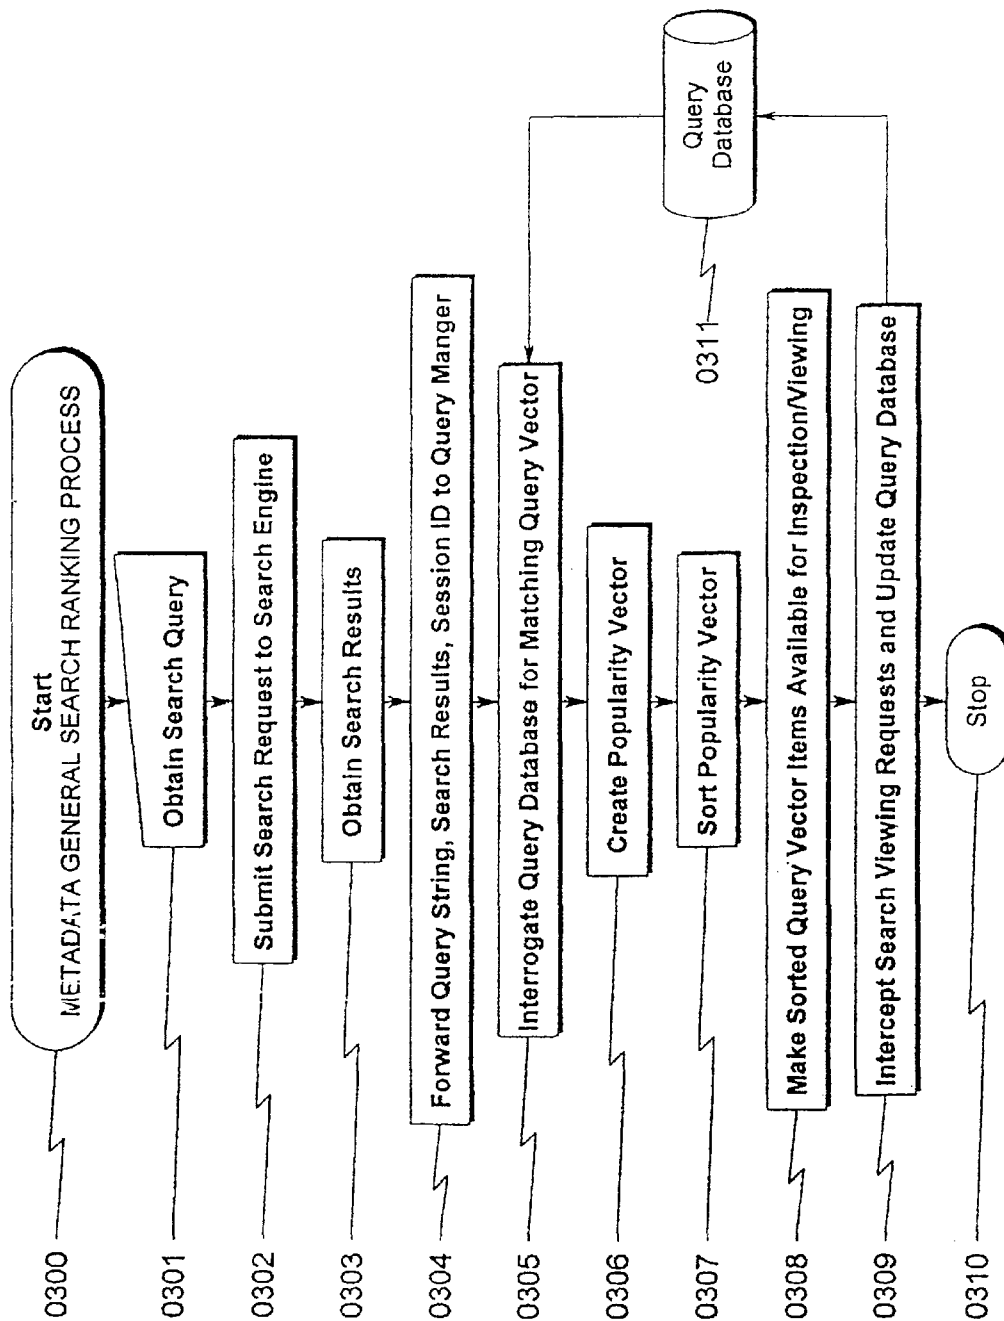 Start
METADATA GENERAL SEARCH RANKING PROCESS
0300
Obtain Search Query
0301
Submit Search Request to Search Engine
0302
Obtain Search Results
0303
Forward Query String, Search Results, Session ID to Query Manger
0304
Interrogate Query Database for Matching Query Vector
0305
Create Popularity Vector
0306
Sort Popularity Vector
0307
Query
Database
0311
Make Sorted Query Vector Items Available for Inspection/Viewing
0308
Intercept Search Viewing Requests and Update Query Database
0309
Stop
0310